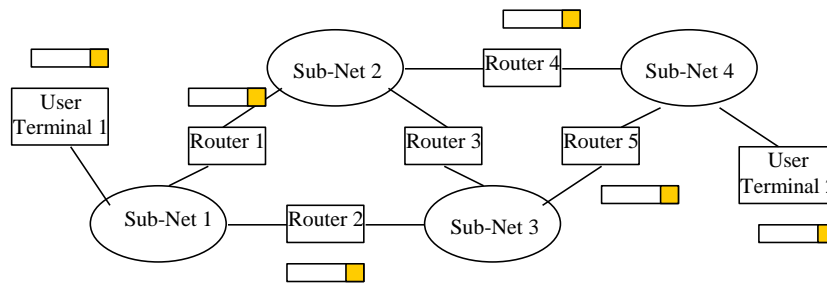 Sub-Net 2
Router 4
Sub-Net 4
User
Terminal 1
Router 1
Router 3
Router 5
User
Terminal
Sub-Net 1
Router 2
Sub-Net 3